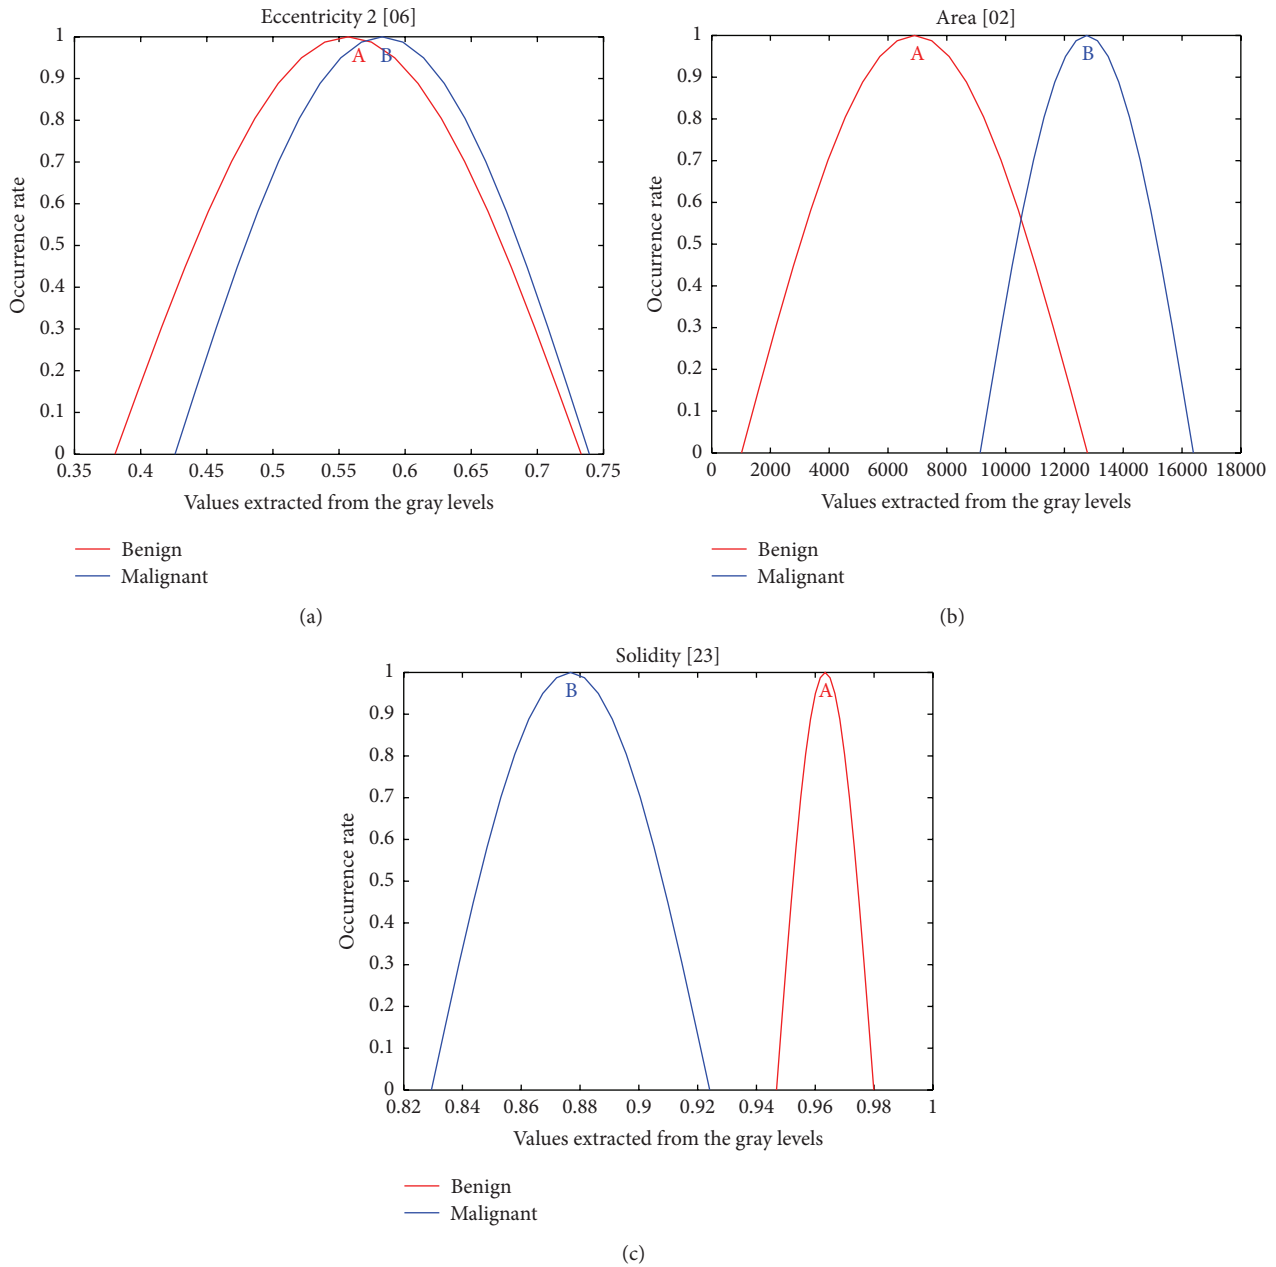 Eccentricity 2 [06]
1
0.9
0.8
0.7
0.6
0.5
0.4
0.3
0.2
0.1
0
Occurrence rate
A
B
0.35 0.4 0.45 0.5 0.55 0.6 0.65 0.7 0.75
Values extracted from the gray levels
Benign
Malignant
(a)
Area [02]
1
0.9
0.8
0.7
0.6
0.5
0.4
0.3
0.2
0.1
0
Occurrence rate
A
B
0 2000 4000 6000 8000 10000 12000 14000 16000 18000
Values extracted from the gray levels
Benign
Malignant
(b)
Solidity [23]
1
0.9
0.8
0.7
0.6
0.5
0.4
0.3
0.2
0.1
0
Occurrence rate
B
A
0.82 0.84 0.86 0.88 0.9 0.92 0.94 0.96 0.98 1
Values extracted from the gray levels
Benign
Malignant
(c)